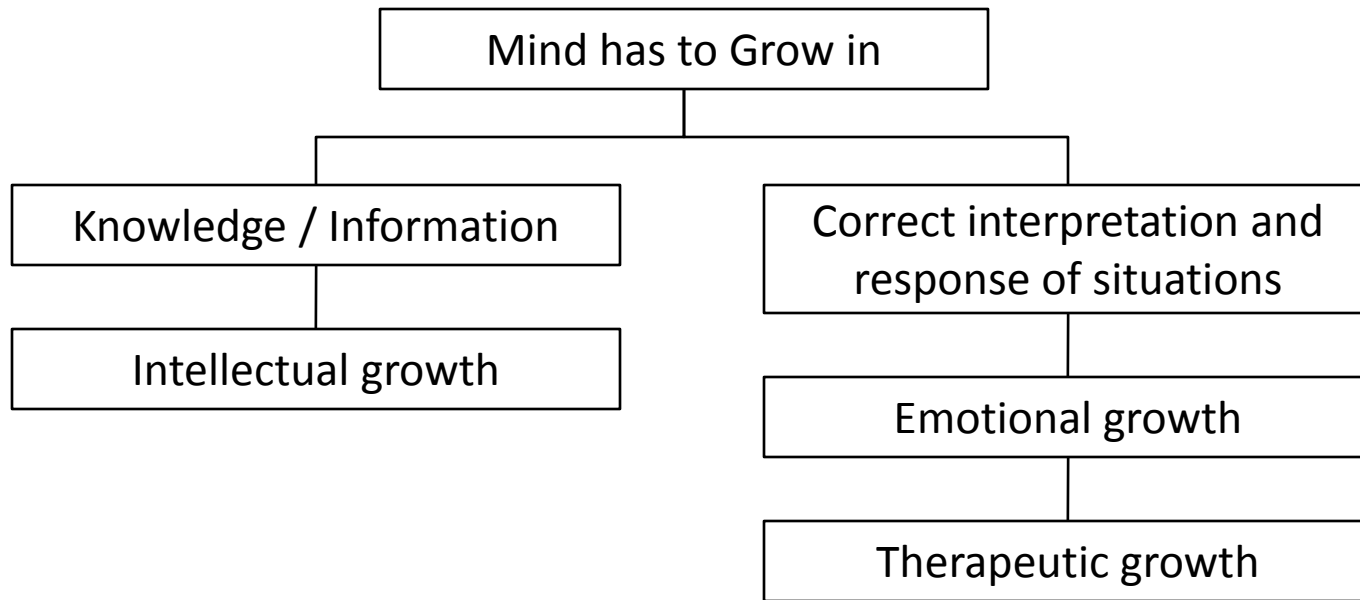 Mind has to Grow in
Knowledge / Information
Correct interpretation and
response of situations
Intellectual growth
Emotional growth
Therapeutic growth